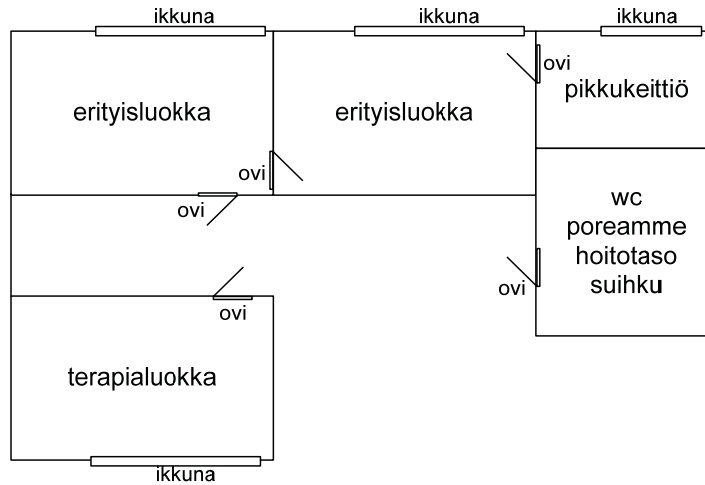 ikkuna
ikkuna
ikkuna
ovi
pikkukeittiö
erityisluokka
erityisluokka
ovi
ovi
wc
poreamme
hoitotaso
suihku
ovi
ovi
terapialuokka
ikkuna